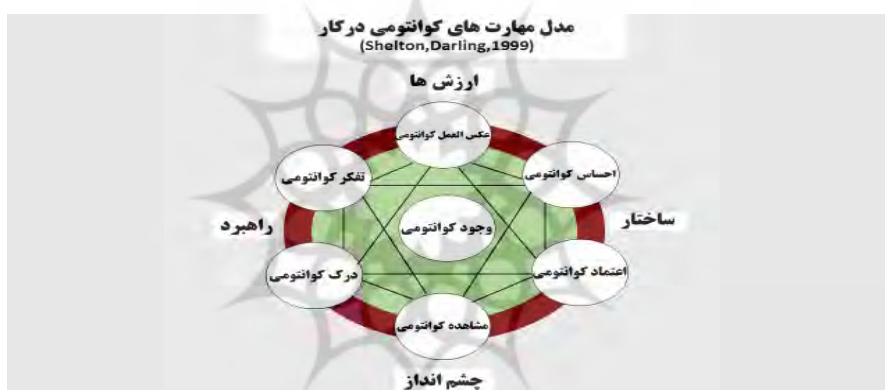 مدل مهارت های کوانتومی درکار
(Shelton,Darling,1999)
ارزش ها
عکس العمل کوانتومی
تفکر کوانتومی
احساس کوانتومی
وجود کوانتومی
راهبرد
ساختار
درک کوانتومی
اعتماد کوانتومی
مشاهده کوانتومی
چشم انداز